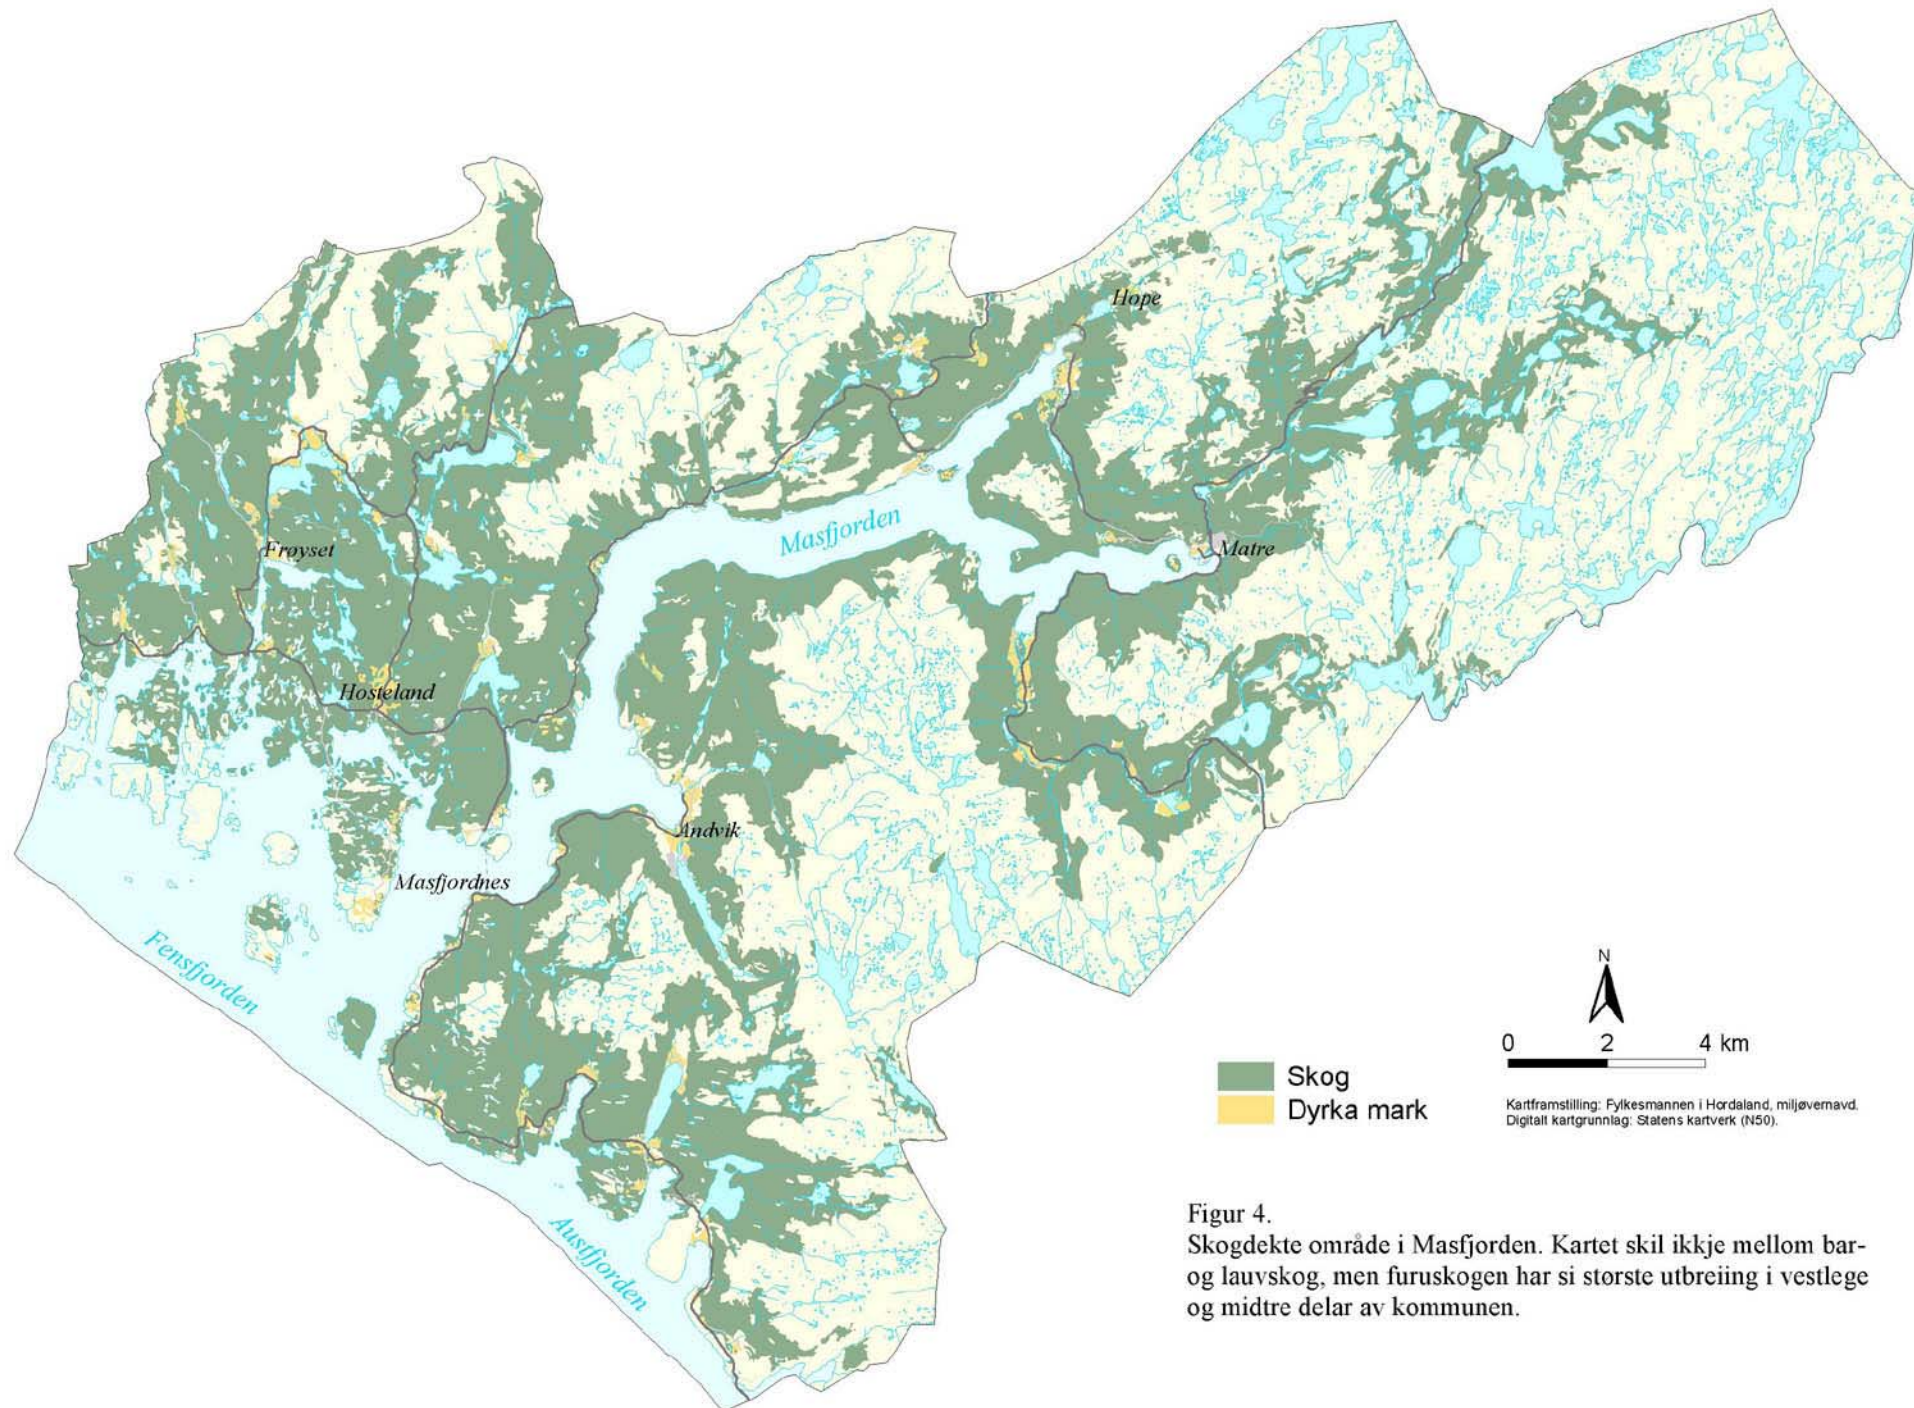 Hope
Masfjorden
Frøyset
Matre
Hosteland
Andvik
Masfjordnes
Fensfjorden
Austfjorden
N
0 2 4 km
Skog
Dyrka mark
Kartframstilling: Fylkesmannen i Hordaland, miljøvernavd.
Digitalt kartgrunnlag: Statens kartverk (N50).
Figur 4.
Skogdekte område i Masfjorden. Kartet skil ikkje mellom bar-
og lauvskog, men furuskogen har si største utbreiing i vestlege
og midtre delar av kommunen.